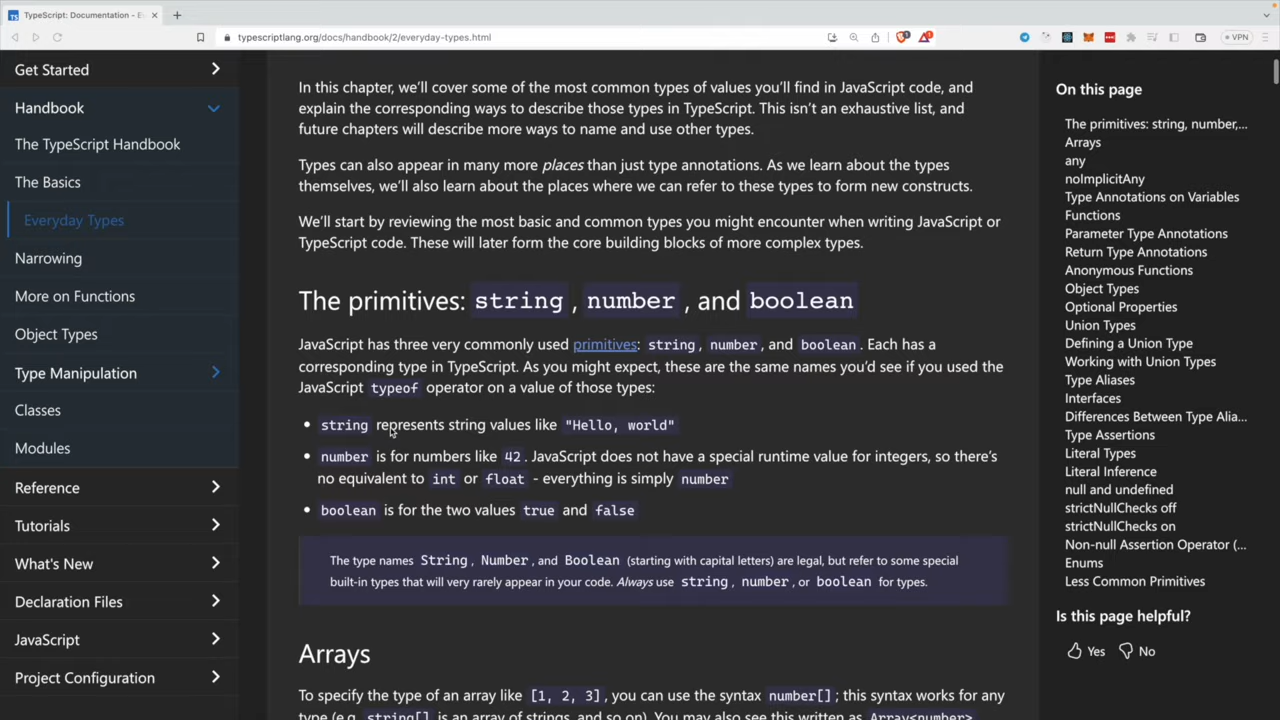 TypeScript: Documentation - Ev
typescriptlang.org/docs/handbook/2/everyday-types.html
VPN
Get Started
Handbook
The TypeScript Handbook
The Basics
Everyday Types
Narrowing
More on Functions
Object Types
Type Manipulation
Classes
Modules
Reference
Tutorials
What's New
Declaration Files
JavaScript
Project Configuration
In this chapter, we’ll cover some of the most common types of values you’ll find in JavaScript code, and
explain the corresponding ways to describe those types in TypeScript. This isn’t an exhaustive list, and
future chapters will describe more ways to name and use other types.
Types can also appear in many more places than just type annotations. As we learn about the types
themselves, we’ll also learn about the places where we can refer to these types to form new constructs.
We’ll start by reviewing the most basic and common types you might encounter when writing JavaScript or
TypeScript code. These will later form the core building blocks of more complex types.
The primitives: string , number , and boolean
JavaScript has three very commonly used primitives: string, number, and boolean. Each has a
corresponding type in TypeScript. As you might expect, these are the same names you’d see if you used the
JavaScript typeof operator on a value of those types:
• string represents string values like "Hello, world"
• number is for numbers like 42. JavaScript does not have a special runtime value for integers, so there’s
no equivalent to int or float - everything is simply number
• boolean is for the two values true and false
The type names String, Number, and Boolean (starting with capital letters) are legal, but refer to some special
built-in types that will very rarely appear in your code. Always use string, number, or boolean for types.
Arrays
To specify the type of an array like [1, 2, 3], you can use the syntax number[]; this syntax works for any
type (e.g. string[] is an array of strings, and so on). You may also see this written as Array<number>
On this page
The primitives: string, number,...
Arrays
any
noImplicitAny
Type Annotations on Variables
Functions
Parameter Type Annotations
Return Type Annotations
Anonymous Functions
Object Types
Optional Properties
Union Types
Defining a Union Type
Working with Union Types
Type Aliases
Interfaces
Differences Between Type Alia...
Type Assertions
Literal Types
Literal Inference
null and undefined
strictNullChecks off
strictNullChecks on
Non-null Assertion Operator (...
Enums
Less Common Primitives
Is this page helpful?
Yes No